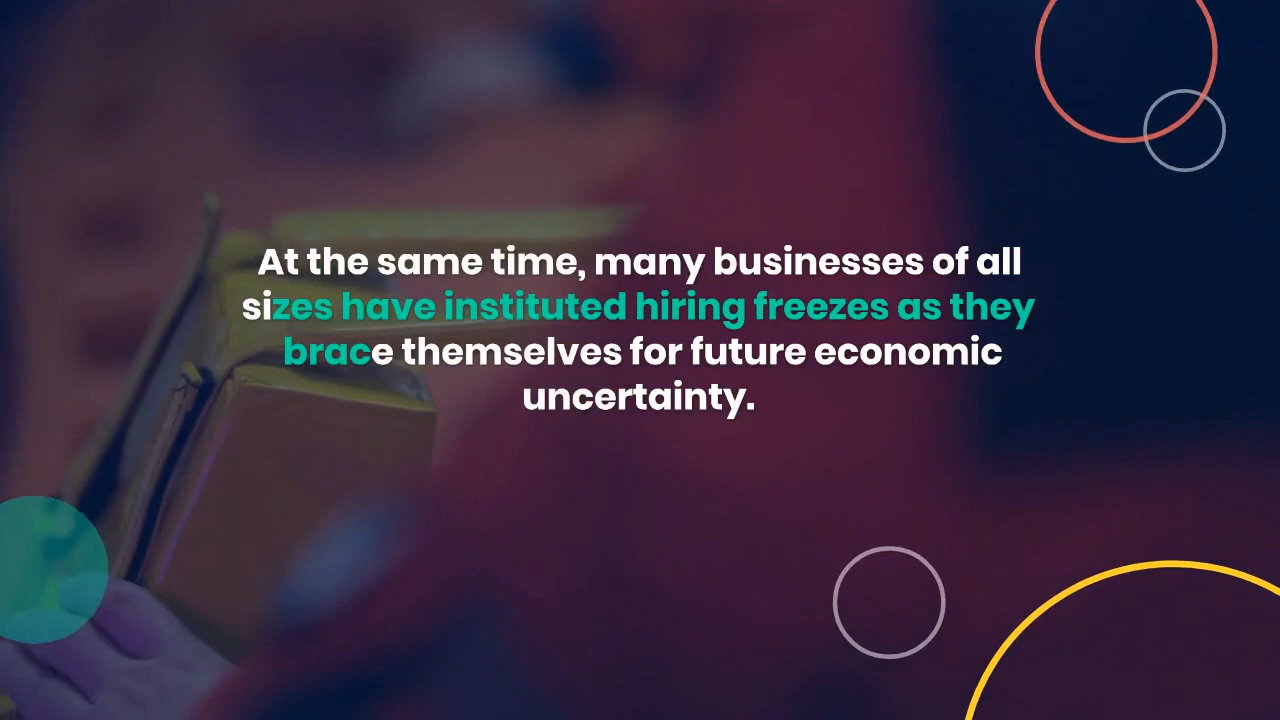 At the same time, many businesses of all
sizes have instituted hiring freezes as they
brace themselves for future economic
uncertainty.